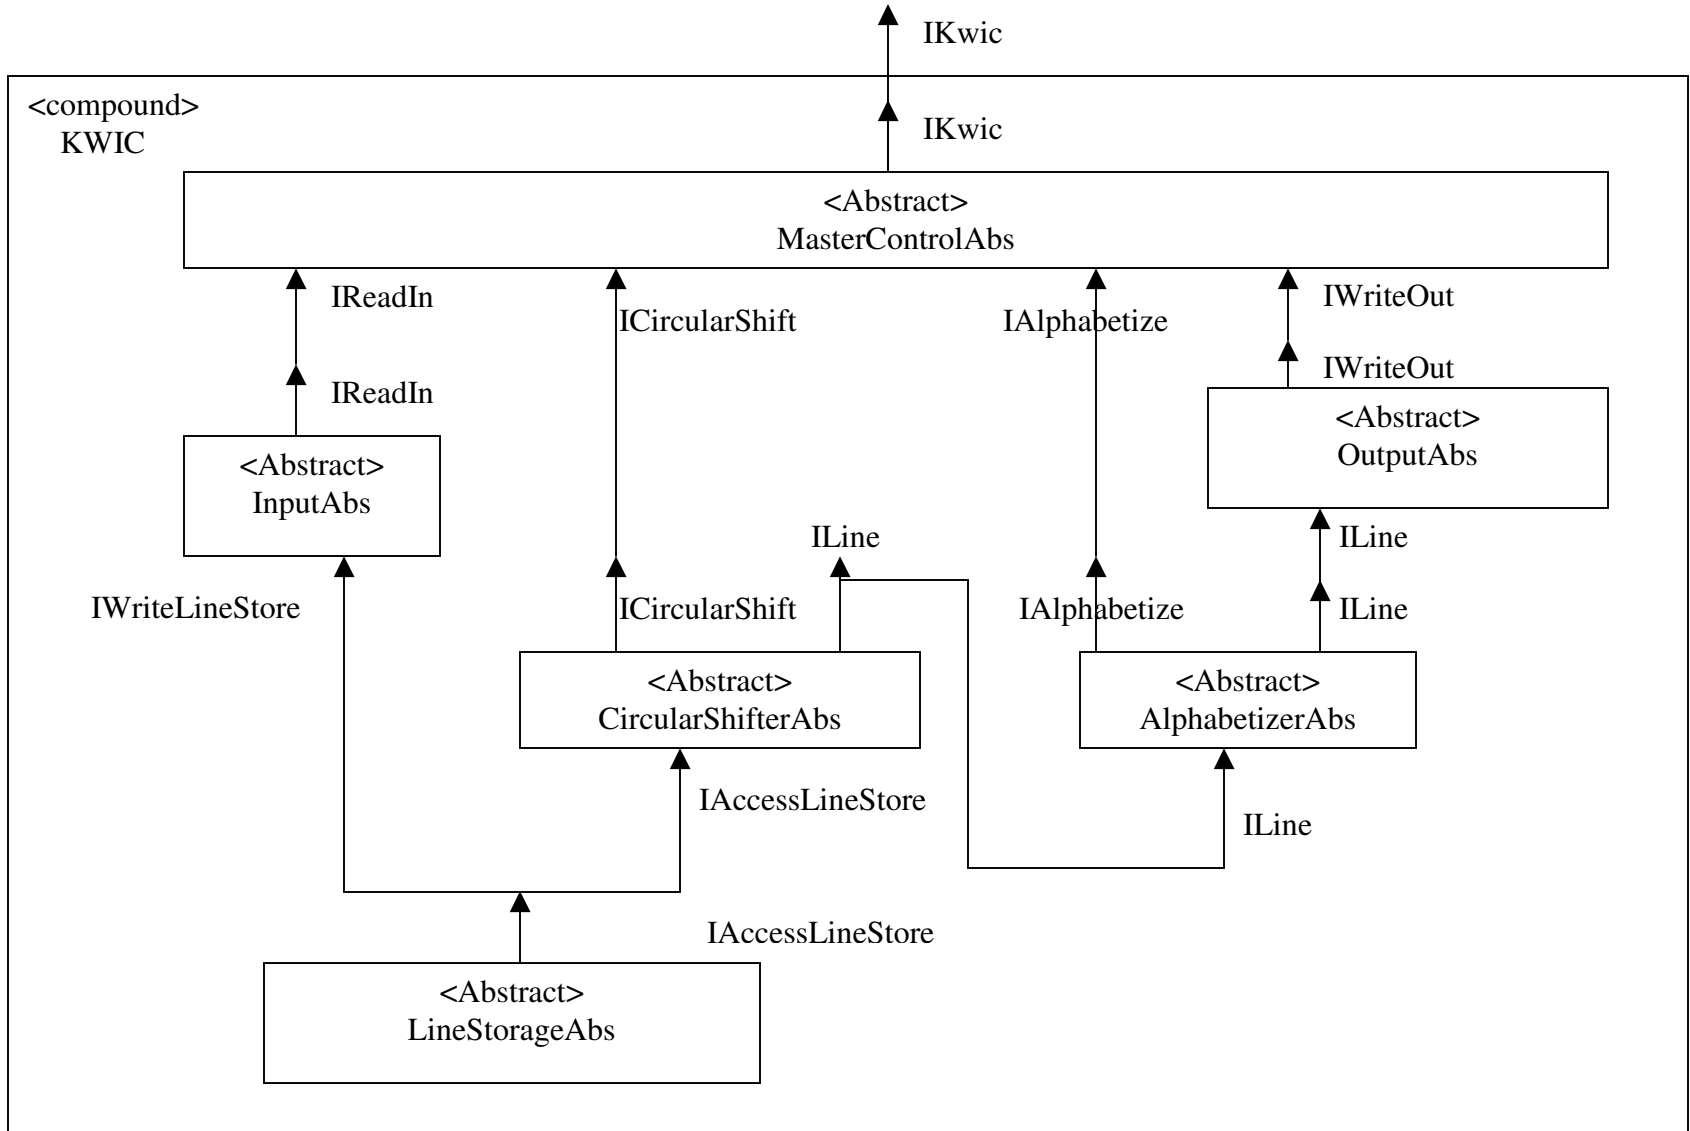 IKwic
<compound>
KWIC
IKwic
<Abstract>
MasterControlAbs
IReadIn
ICircularShift
IAlphabetize
IWriteOut
IReadIn
IWriteOut
<Abstract>
InputAbs
<Abstract>
OutputAbs
ILine
ILine
IWriteLineStore
ICircularShift
IAlphabetize
ILine
<Abstract>
CircularShifterAbs
<Abstract>
AlphabetizerAbs
IAccessLineStore
ILine
IAccessLineStore
<Abstract>
LineStorageAbs